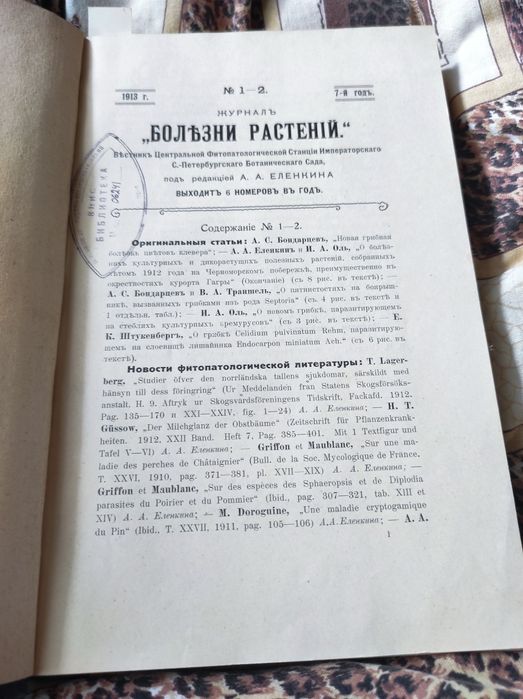 1913 г.
№ 1—2.
7-й годъ.
ЖУРНАЛЪ
„БОЛѢЗНИ РАСТЕНІЙ.“
Вѣстникъ Центральной Фитопатологической Станціи Императорскаго
С.-Петербургскаго Ботаническаго Сада,
подъ редакціей А. А. ЕЛЕНКИНА
ВЫХОДИТЪ 6 НОМЕРОВЪ ВЪ ГОДЪ.
БИБЛИОТЕКА
Содержаніе № 1—2.
Оригинальныя статьи: А. С. Бондарцевъ, „Новая грибная
болѣзнь цвѣтовъ клевера“; — А. А. Еленкинъ и И. А. Оль, „О болѣз-
няхъ культурныхъ и дикорастущихъ полезныхъ растеній, собранныхъ
лѣтомъ 1912 года на Черноморскомъ побережьѣ, преимущественно въ
окрестностяхъ курорта Гагры“ (Окончаніе) (съ 8 рис. въ текстѣ); —
А. С. Бондарцевъ и В. А. Траншель, „О пятнистостяхъ на бояры-
шникѣ, вызванныхъ грибками изъ рода Septoria“ (съ 4 рис. въ текстѣ и
1 отдѣльн. табл.); — И. А. Оль, „О новомъ грибкѣ, паразитирующемъ
на стебляхъ культурныхъ эремурусовъ“ (съ 3 рис. въ текстѣ); — Е.
К. Штукенбергъ, „О грибкѣ Celidium pulvinatum Rehm, паразитирую-
щемъ на слоевищѣ лишайника Endocarpon miniatum Ach.“ (съ 6 рис. въ
текстѣ).
Новости фитопатологической литературы: T. Lager-
berg, „Studier öfver den norrländska tallens sjukdomar, särskildt med
hänsyn till dess föringring“ (Ur Meddelanden från Statens Skogsförsöks-
anstalt. H. 9. Aftryk ur Skogsvårdsföreningens Tidskrift, Fackafd. 1912.
Pag. 135—170 и XXI—XXIV, fig. 1—24) А. А. Еленкина; — H. T.
Güssow, „Der Milchglanz der Obstbäume“ (Zeitschrift für Pflanzenkrank-
heiten. 1912. XXII Band. Heft 7, Pag. 385—401. Mit 1 Textfigur und
Tafel V—VI) А. А. Еленкина; — Griffon et Maublanc, „Sur une ma-
ladie des perches de Châtaignier“ (Bull. de la Soc. Mycologique de France.
T. XXVI, 1910, pag. 371—381, pl. XVII—XIX) А. А. Еленкина; —
Griffon et Maublanc, „Sur des espèces des Sphaeropsis et de Diplodia
parasites du Poirier et du Pommier“ (Ibid., pag. 307—321, tab. XIII et
XIV) А. А. Еленкина; — M. Doroguine, „Une maladie cryptogamique
du Pin“ (Ibid., T. XXVII, 1911, pag. 105—106) А. А. Еленкина; — А. А.
1